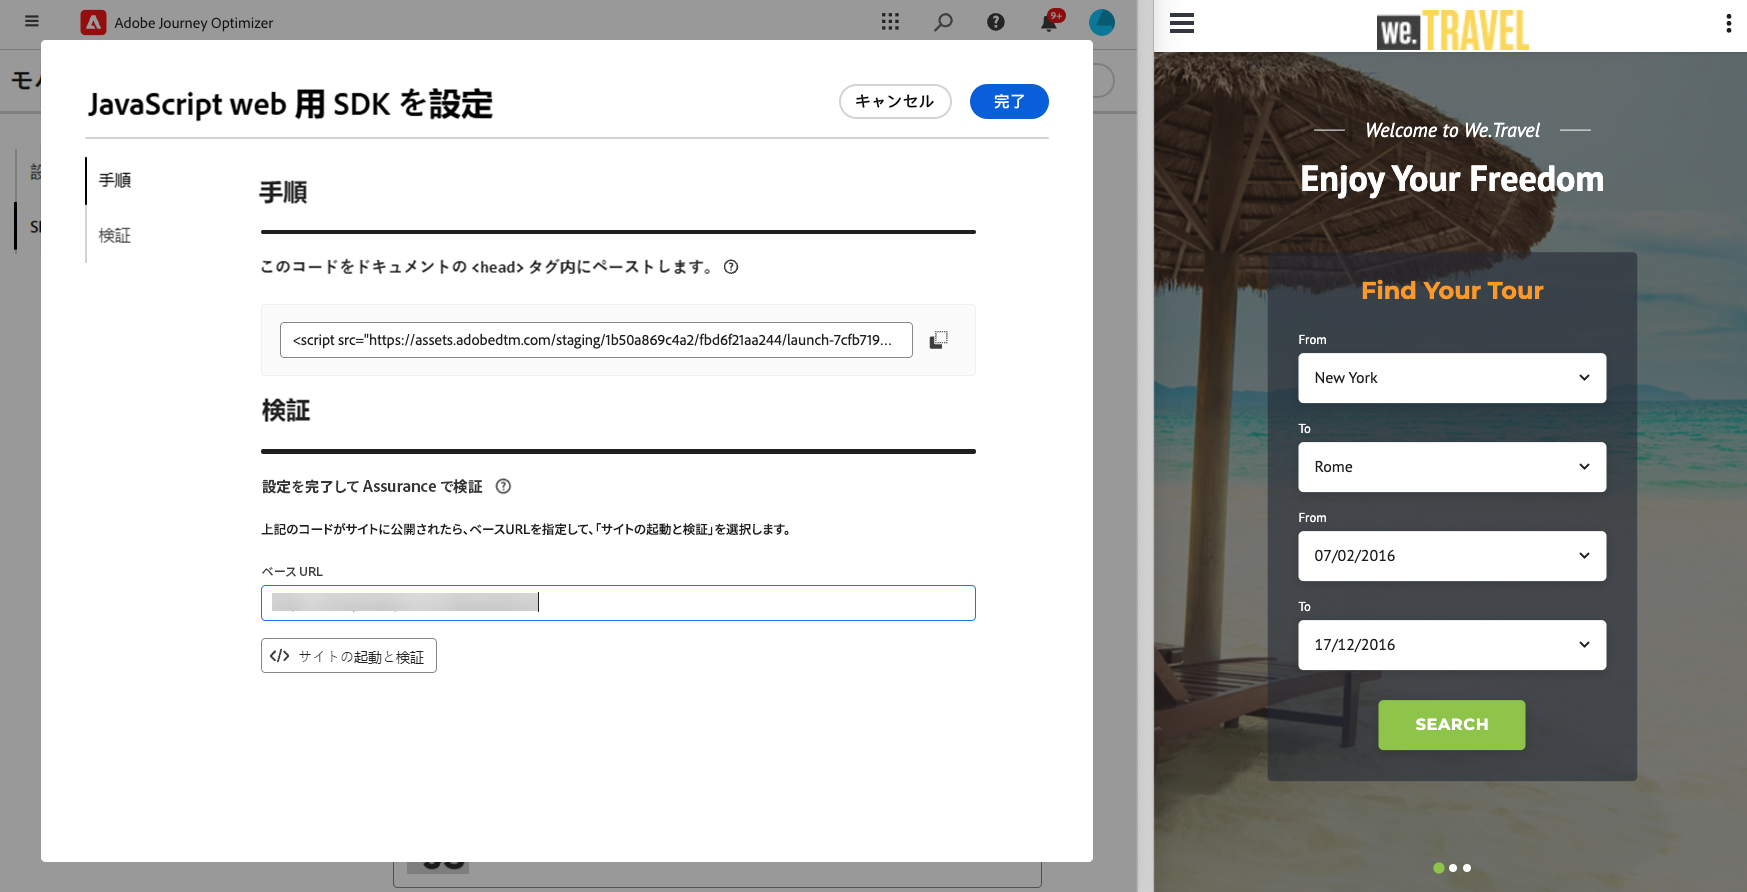 Adobe Journey Optimizer
9+
JavaScript web 用 SDK を設定
キャンセル
完了
手順
検証
手順
このコードをドキュメントの <head> タグ内にペーストします。
<script src="https://assets.adobedtm.com/staging/1b50a869c4a2/fbd6f21aa244/launch-7cfb719...
検証
設定を完了して Assurance で検証
上記のコードがサイトに公開されたら、ベースURLを指定して、「サイトの起動と検証」を選択します。
ベース URL
</> サイトの起動と検証
we.TRAVEL
Welcome to We.Travel
Enjoy Your Freedom
Find Your Tour
From
New York
To
Rome
From
07/02/2016
To
17/12/2016
SEARCH